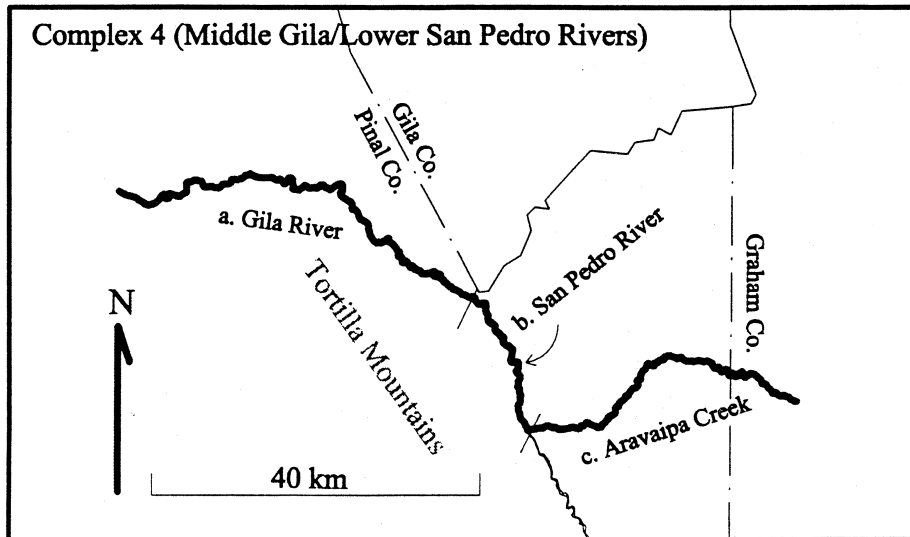 Complex 4 (Middle Gila/Lower San Pedro Rivers)
Gila Co.
Pinal Co.
a. Gila River
b. San Pedro River
Graham Co.
N
Tortilla Mountains
c. Aravaipa Creek
40 km